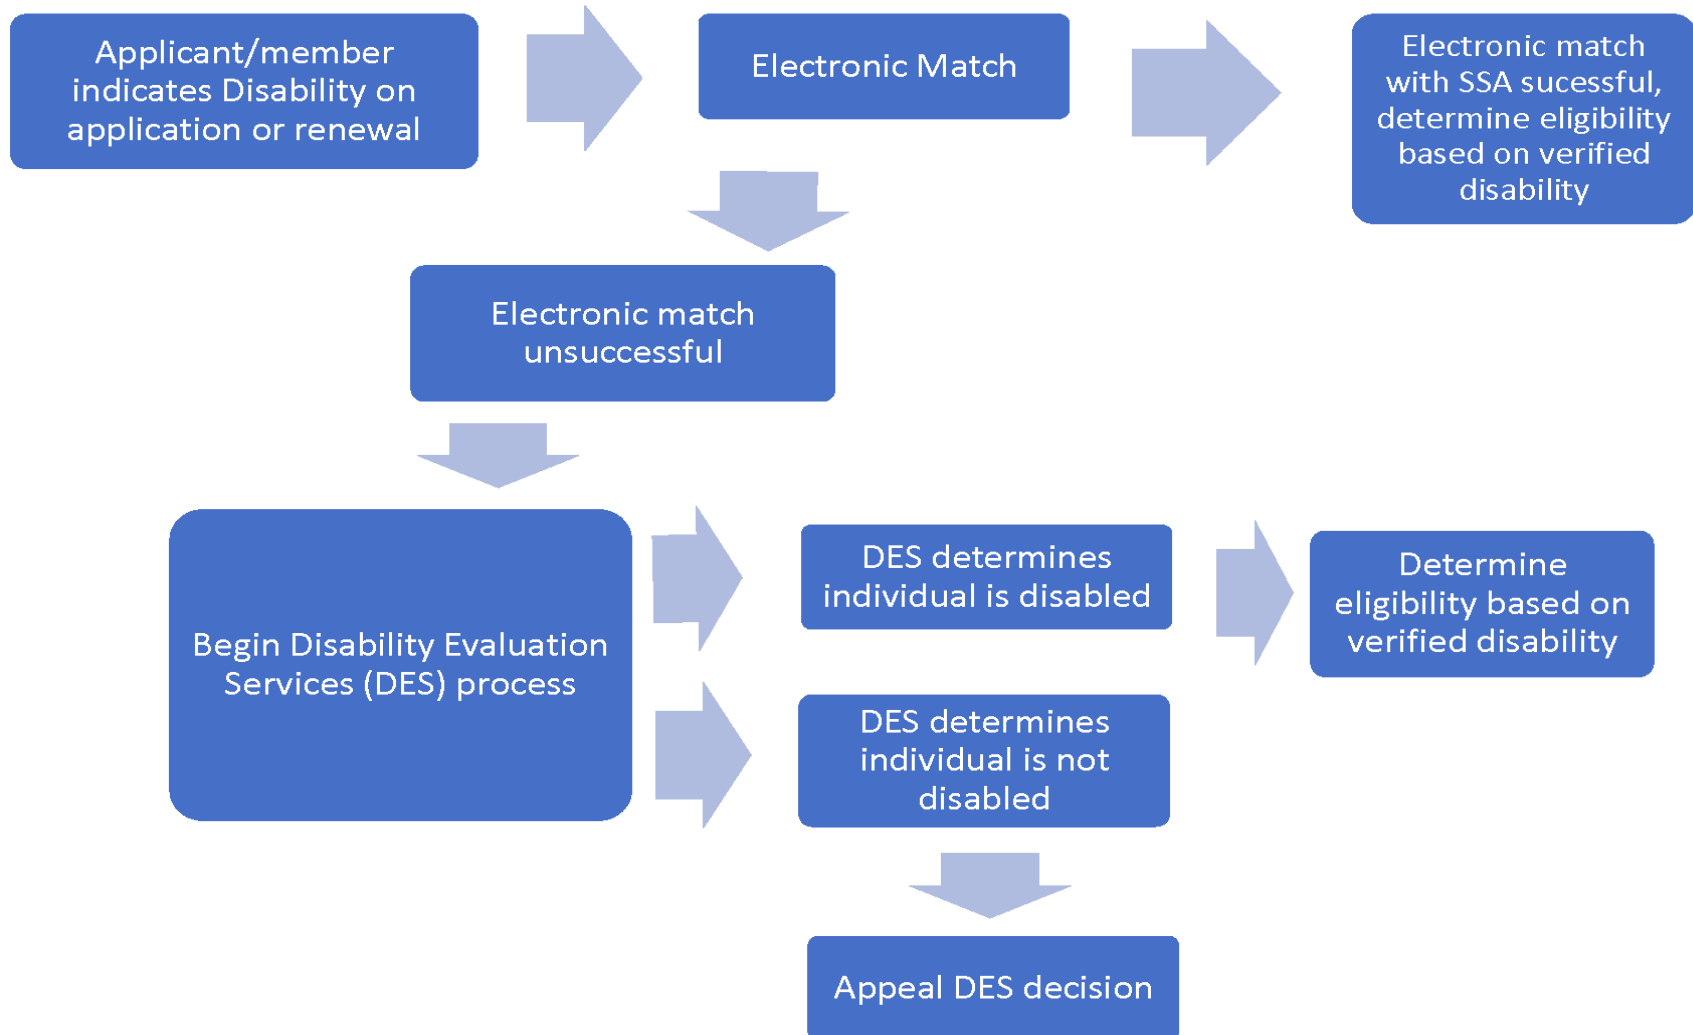 Applicant/member
indicates Disability on
application or renewal
Electronic Match
Electronic match
with SSA sucessful,
determine eligibility
based on verified
disability
Electronic match
unsuccessful
Begin Disability Evaluation
Services (DES) process
DES determines
individual is disabled
Determine
eligibility based on
verified disability
DES determines
individual is not
disabled
Appeal DES decision